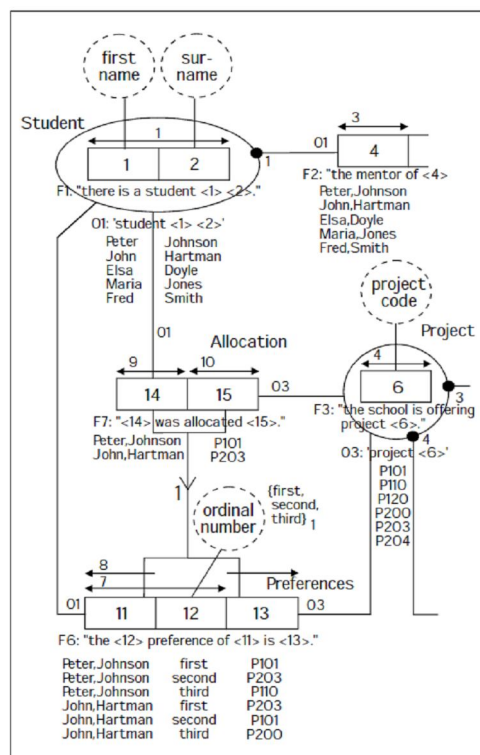 first
name
sur-
name
Student
1
1
2
1
01
3
4
F1: "there is a student <1> <2>."
F2: "the mentor of <4>
01: 'student <1> <2>'
Peter Johnson
John Hartman
Elsa Doyle
Maria Jones
Fred Smith
Peter,Johnson
John,Hartman
Elsa,Doyle
Maria,Jones
Fred,Smith
project
code
Project
01
Allocation
9
10
14
15
03
4
6
3
F7: "<14> was allocated <15>."
Peter,Johnson P101
John,Hartman P203
F3: "the school is offering
project <6>."
4
03: 'project <6>'
P101
P110
P120
P200
P203
P204
1
ordinal
number
{first,
second,
third}
1
8
7
Preferences
01
11
12
13
03
F6: "the <12> preference of <11> is <13>."
Peter,Johnson first P101
Peter,Johnson second P203
Peter,Johnson third P110
John,Hartman first P203
John,Hartman second P101
John,Hartman third P200